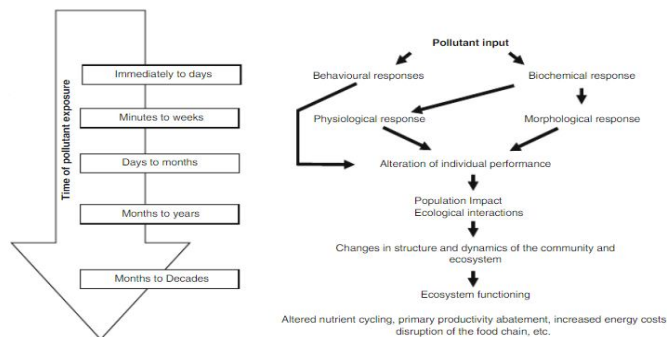 Time of pollutant exposure
Immediately to days
Minutes to weeks
Days to months
Months to years
Months to Decades
Pollutant input
Behavioural responses
Biochemical response
Physiological response
Morphological response
Alteration of individual performance
Population Impact
Ecological interactions
Changes in structure and dynamics of the community and
ecosystem
Ecosystem functioning
Altered nutrient cycling, primary productivity abatement, increased energy costs
disruption of the food chain, etc.